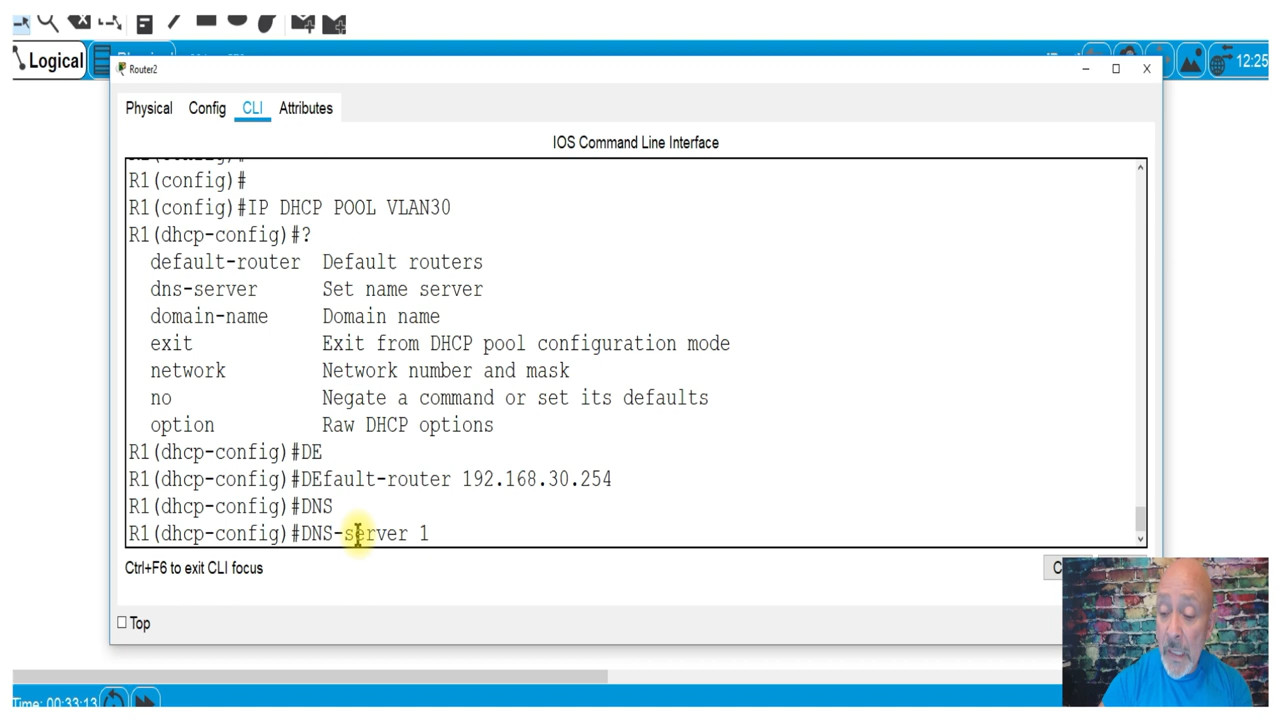 Logical
12:25
Router2
Physical Config CLI Attributes
IOS Command Line Interface
R1(config)#
R1(config)#IP DHCP POOL VLAN30
R1(dhcp-config)#?
default-router Default routers
dns-server Set name server
domain-name Domain name
exit Exit from DHCP pool configuration mode
network Network number and mask
no Negate a command or set its defaults
option Raw DHCP options
R1(dhcp-config)#DE
R1(dhcp-config)#DEfault-router 192.168.30.254
R1(dhcp-config)#DNS
R1(dhcp-config)#DNS-server 1
Ctrl+F6 to exit CLI focus
Top
Time: 00:33:13